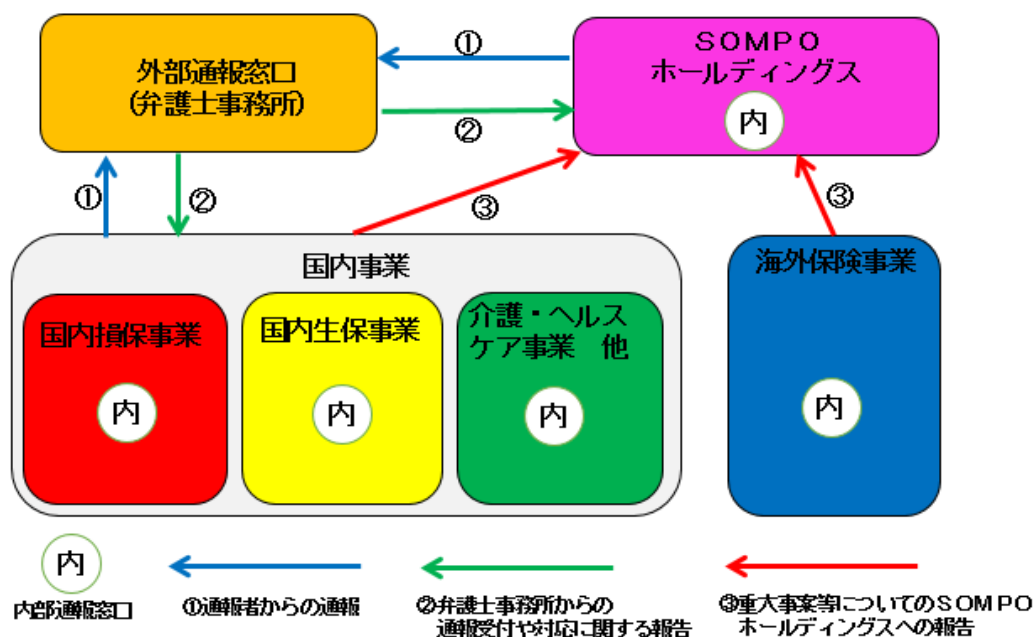 外部通報窓口
(弁護士事務所)
①
②
SOMPO
ホールディングス
内
①
②
③
③
国内事業
国内損保事業
内
国内生保事業
内
介護・ヘルス
ケア事業 他
内
海外保険事業
内
内
内部通報窓口
①通報者からの通報
②弁護士事務所からの
通報受付や対応に関する報告
③重大事案等についてのSOMPO
ホールディングスへの報告